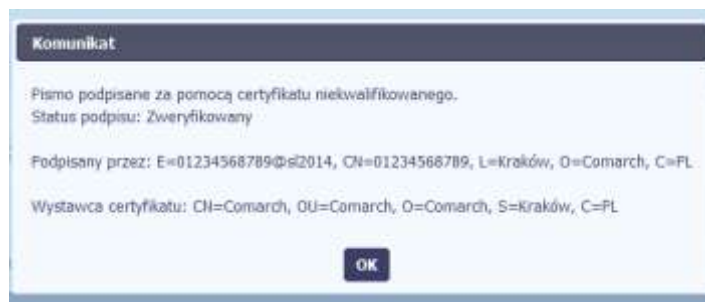 Komunikat
Pismo podpisane za pomocą certyfikatu niekwalifikowanego.
Status podpisu: Zweryfikowany
Podpisany przez: E=01234568789@sl2014, CN=01234568789, L=Kraków, O=Comarch, C=PL
Wystawca certyfikatu: CN=Comarch, OU=Comarch, O=Comarch, S=Kraków, C=PL
OK